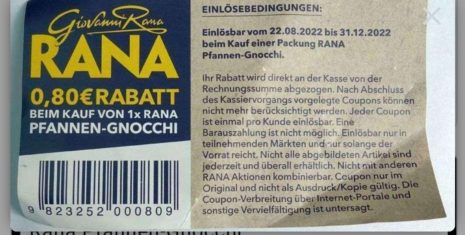 Giovanni Rana
RANA
0,80€ RABATT
BEIM KAUF VON 1x RANA
PFANNEN-GNOCCHI
9 823252 000809
EINLÖSEBEDINGUNGEN:
Einlösbar vom 22.08.2022 bis 31.12.2022
beim Kauf einer Packung RANA
Pfannen-Gnocchi.
Ihr Rabatt wird direkt an der Kasse von der
Rechnungssumme abgezogen. Nach Abschluss
des Kassiervorgangs vorgelegte Coupons können
nicht mehr berücksichtigt werden. Jeder Coupon
ist einmal pro Kunde einlösbar. Eine
Barauszahlung ist nicht möglich. Einlösbar nur in
teilnehmenden Märkten und nur solange der
Vorrat reicht. Nicht alle abgebildeten Artikel sind
jederzeit und überall erhältlich. Nicht mit anderen
RANA Aktionen kombinierbar. Coupon nur im
Original und nicht als Ausdruck/Kopie gültig. Die
Coupon-Verbreitung über Internet-Portale und
sonstige Vervielfältigung ist untersagt.
Rana Pfannen-Gnocchi